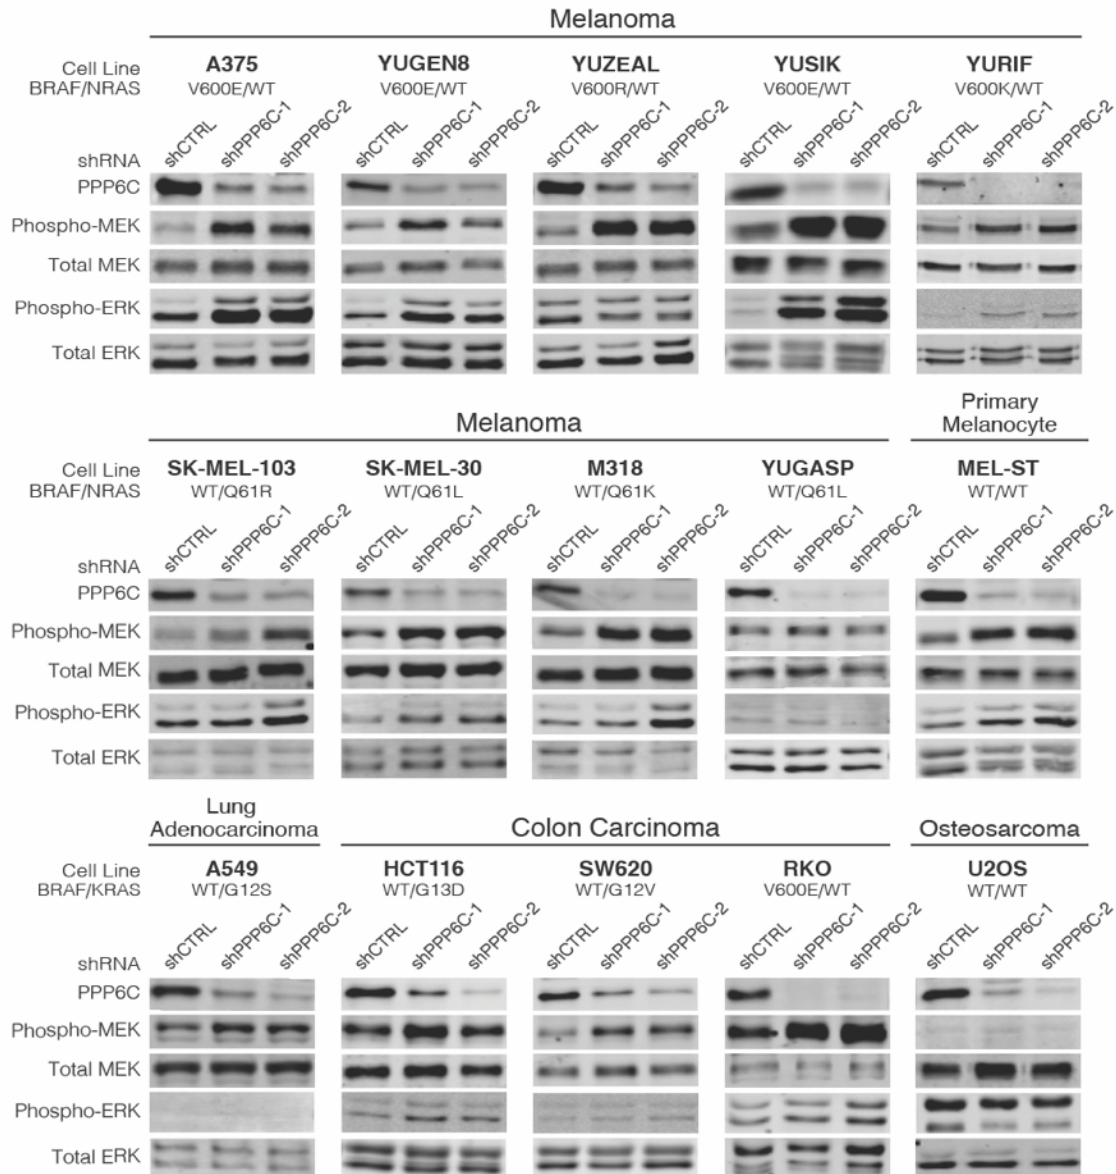 Melanoma
Cell Line A375 YUGEN8 YUZEAL YUSIK YURIF
BRAF/NRAS V600E/WT V600E/WT V600R/WT V600E/WT V600K/WT
shRNA shCTRL shPPP6C-1 shPPP6C-2 shCTRL shPPP6C-1 shPPP6C-2 shCTRL shPPP6C-1 shPPP6C-2 shCTRL shPPP6C-1 shPPP6C-2 shCTRL shPPP6C-1 shPPP6C-2
PPP6C
Phospho-MEK
Total MEK
Phospho-ERK
Total ERK
Melanoma Primary
Melanocyte
Cell Line SK-MEL-103 SK-MEL-30 M318 YUGASP MEL-ST
BRAF/NRAS WT/Q61R WT/Q61L WT/Q61K WT/Q61L WT/WT
shRNA shCTRL shPPP6C-1 shPPP6C-2 shCTRL shPPP6C-1 shPPP6C-2 shCTRL shPPP6C-1 shPPP6C-2 shCTRL shPPP6C-1 shPPP6C-2 shCTRL shPPP6C-1 shPPP6C-2
PPP6C
Phospho-MEK
Total MEK
Phospho-ERK
Total ERK
Lung
Adenocarcinoma Colon Carcinoma Osteosarcoma
Cell Line A549 HCT116 SW620 RKO U2OS
BRAF/KRAS WT/G12S WT/G13D WT/G12V V600E/WT WT/WT
shRNA shCTRL shPPP6C-1 shPPP6C-2 shCTRL shPPP6C-1 shPPP6C-2 shCTRL shPPP6C-1 shPPP6C-2 shCTRL shPPP6C-1 shPPP6C-2 shCTRL shPPP6C-1 shPPP6C-2
PPP6C
Phospho-MEK
Total MEK
Phospho-ERK
Total ERK